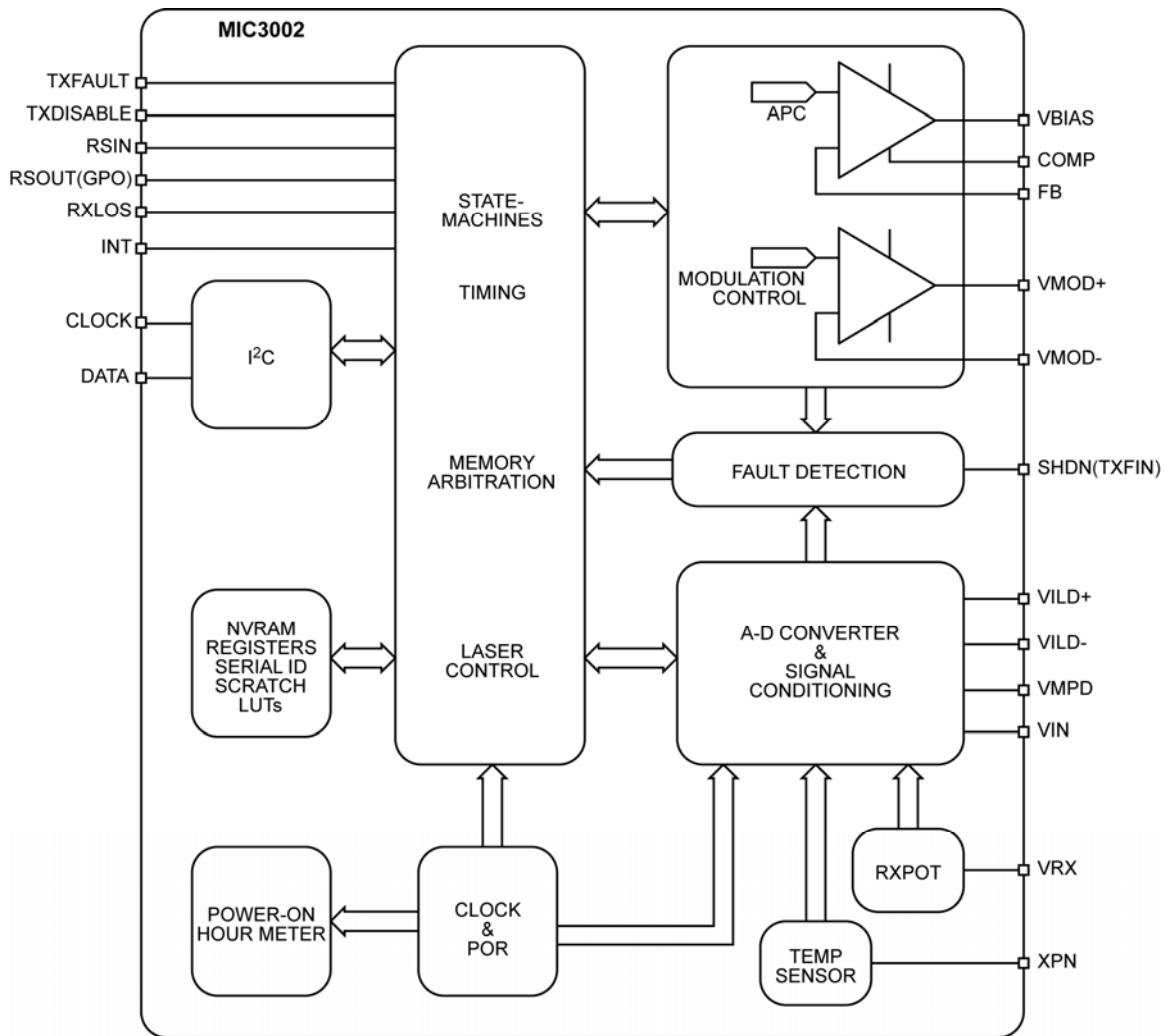 MIC3002
TXFAULT
TXDISABLE
RSIN
RSOUT(GPO)
RXLOS
INT
CLOCK
DATA
I²C
STATE-
MACHINES
TIMING
MEMORY
ARBITRATION
LASER
CONTROL
APC
MODULATION
CONTROL
VBIAS
COMP
FB
VMOD+
VMOD-
FAULT DETECTION
SHDN(TXFIN)
NVRAM
REGISTERS
SERIAL ID
SCRATCH
LUTs
A-D CONVERTER
&
SIGNAL
CONDITIONING
VILD+
VILD-
VMPD
VIN
POWER-ON
HOUR METER
CLOCK
&
POR
RXPOT
VRX
TEMP
SENSOR
XPN